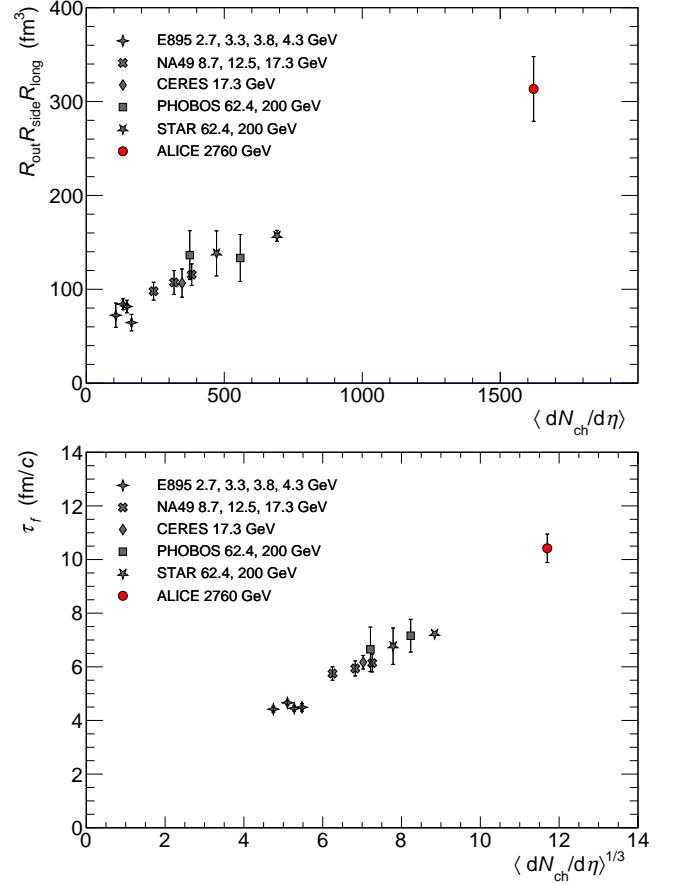 400
300
200
100
0
R_out R_side R_long (fm³)
E895 2.7, 3.3, 3.8, 4.3 GeV
NA49 8.7, 12.5, 17.3 GeV
CERES 17.3 GeV
PHOBOS 62.4, 200 GeV
STAR 62.4, 200 GeV
ALICE 2760 GeV
0 500 1000 1500
⟨ dN_ch/dη⟩
14
12
10
8
6
4
2
0
τ_f (fm/c)
E895 2.7, 3.3, 3.8, 4.3 GeV
NA49 8.7, 12.5, 17.3 GeV
CERES 17.3 GeV
PHOBOS 62.4, 200 GeV
STAR 62.4, 200 GeV
ALICE 2760 GeV
0 2 4 6 8 10 12 14
⟨ dN_ch/dη⟩^1/3